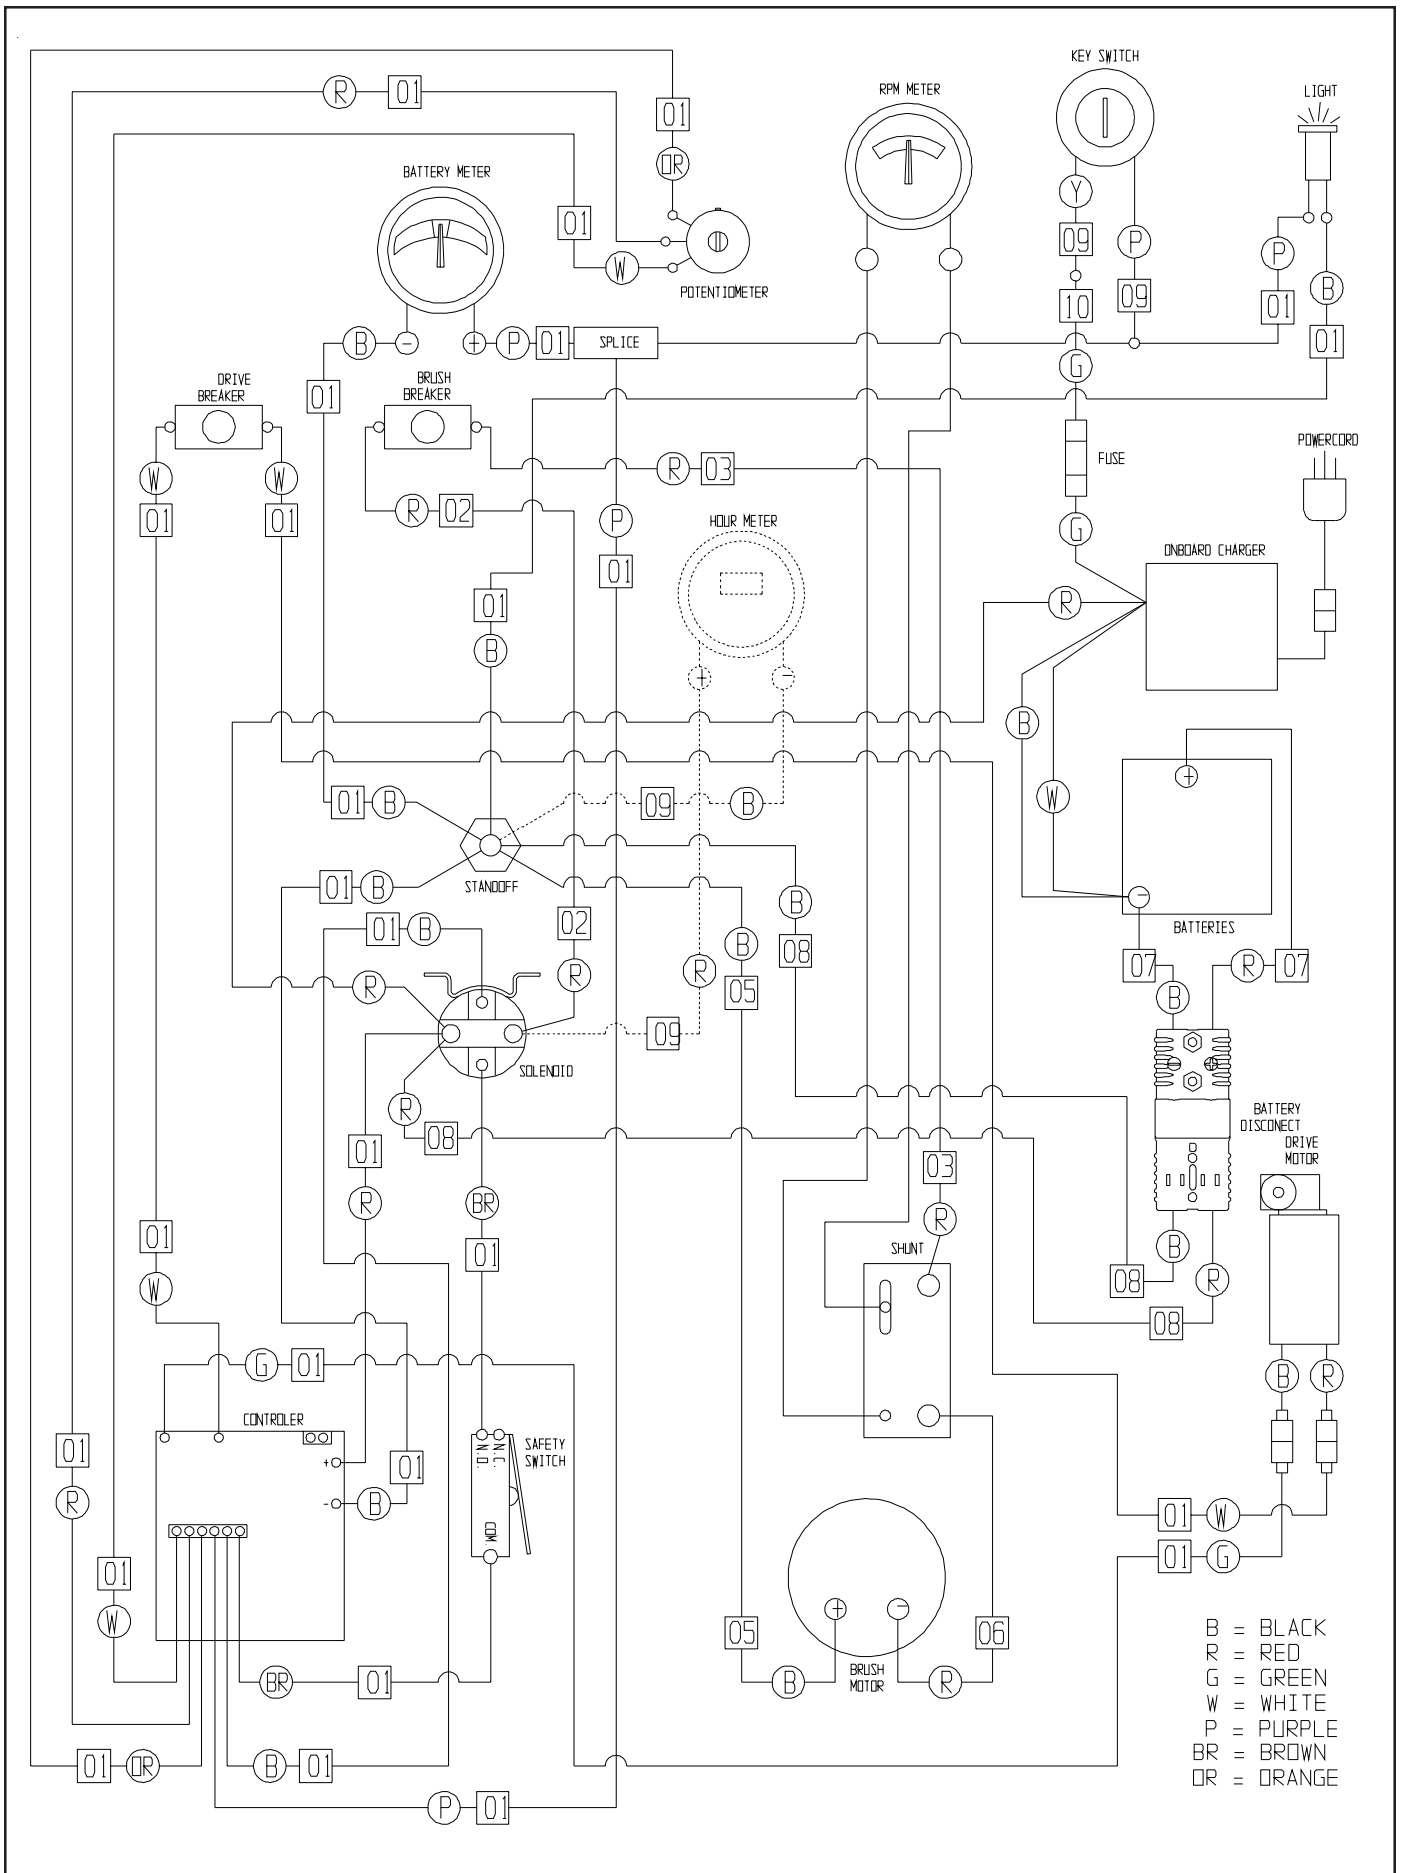 KEY SWITCH
RPM METER
LIGHT
R 01
01
OR
BATTERY METER
Y
01
09
P
P
W
POTENTIOMETER
10
09
01
B
B - + P 01 SPLICE
01
G
DRIVE
BREAKER
BRUSH
BREAKER
01
POWERCORD
FUSE
W W
R 03
01 01
R 02
P
HOUR METER
G
ONBOARD CHARGER
01
01
R
B
+ -
B
+
W
01 B
09 B
STANDOFF
01 B
B
-
02
BATTERIES
01 B
B
08
07
R 07
R
R
R
05
B
09
SOLENOID
R
08
BATTERY
DISCONECT
DRIVE
MOTOR
01
03
R
BR
R
01
SHUNT
B
01
W
08
R
08
G 01
B R
CONTROLER
01
+
01
N.O.
N.C.
SAFETY
SWITCH
R
- B
COM.
01 W
01
01 G
W
+ -
05
06
B = BLACK
R = RED
G = GREEN
W = WHITE
P = PURPLE
BR = BROWN
OR = ORANGE
BR 01
B
BRUSH
MOTOR
R
01 OR
B 01
P 01